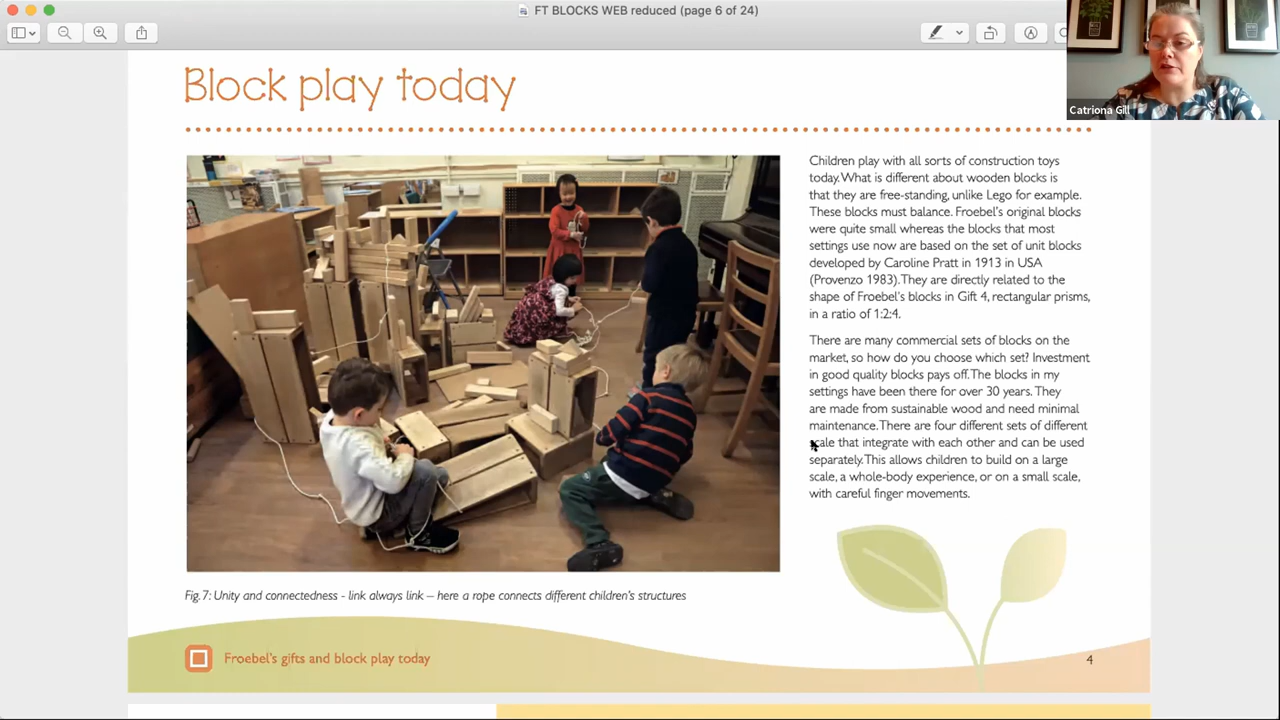 FT BLOCKS WEB reduced (page 6 of 24)
Catriona Gill
Block play today
Children play with all sorts of construction toys
today. What is different about wooden blocks is
that they are free-standing, unlike Lego for example.
These blocks must balance. Froebel's original blocks
were quite small whereas the blocks that most
settings use now are based on the set of unit blocks
developed by Caroline Pratt in 1913 in USA
(Provenzo 1983). They are directly related to the
shape of Froebel's blocks in Gift 4, rectangular prisms,
in a ratio of 1:2:4.
There are many commercial sets of blocks on the
market, so how do you choose which set? Investment
in good quality blocks pays off. The blocks in my
settings have been there for over 30 years. They
are made from sustainable wood and need minimal
maintenance. There are four different sets of different
scale that integrate with each other and can be used
separately. This allows children to build on a large
scale, a whole-body experience, or on a small scale,
with careful finger movements.
Fig. 7: Unity and connectedness - link always link – here a rope connects different children's structures
Froebel's gifts and block play today
4